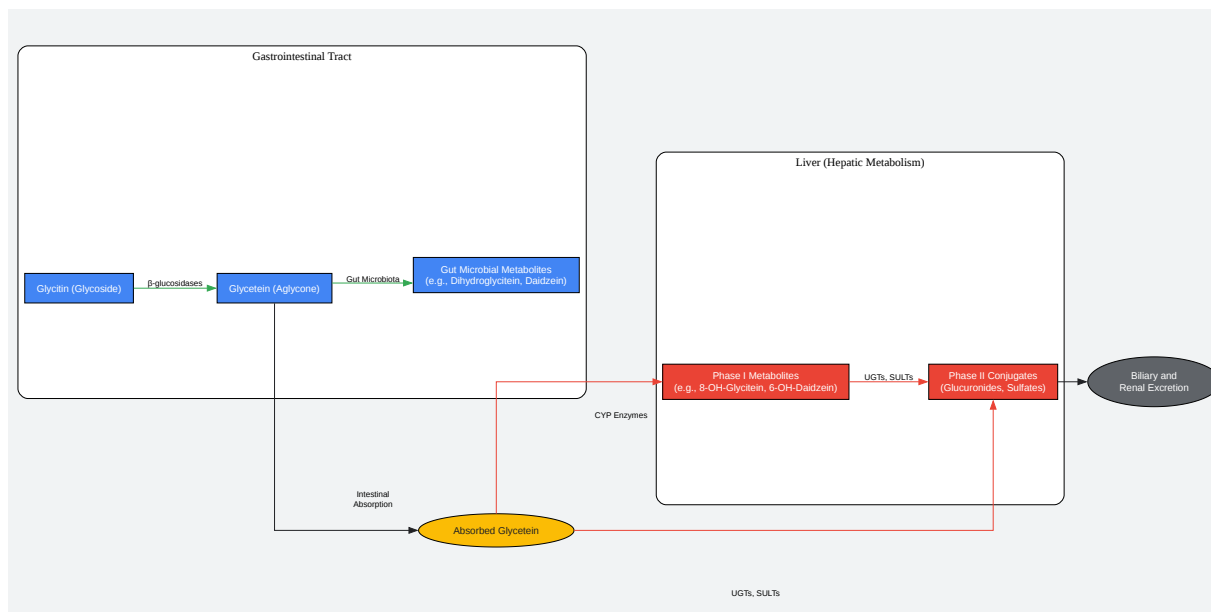 Gastrointestinal Tract
Liver (Hepatic Metabolism)
Glycitin (Glycoside)
β-glucosidases
Glycetein (Aglycone)
Gut Microbiota
Gut Microbial Metabolites
(e.g., Dihydroglycitein, Daidzein)
Phase I Metabolites
(e.g., 8-OH-Glycitein, 6-OH-Daidzein)
UGTs, SULTs
Phase II Conjugates
(Glucuronides, Sulfates)
Biliary and
Renal Excretion
CYP Enzymes
Intestinal
Absorption
Absorbed Glycetein
UGTs, SULTs